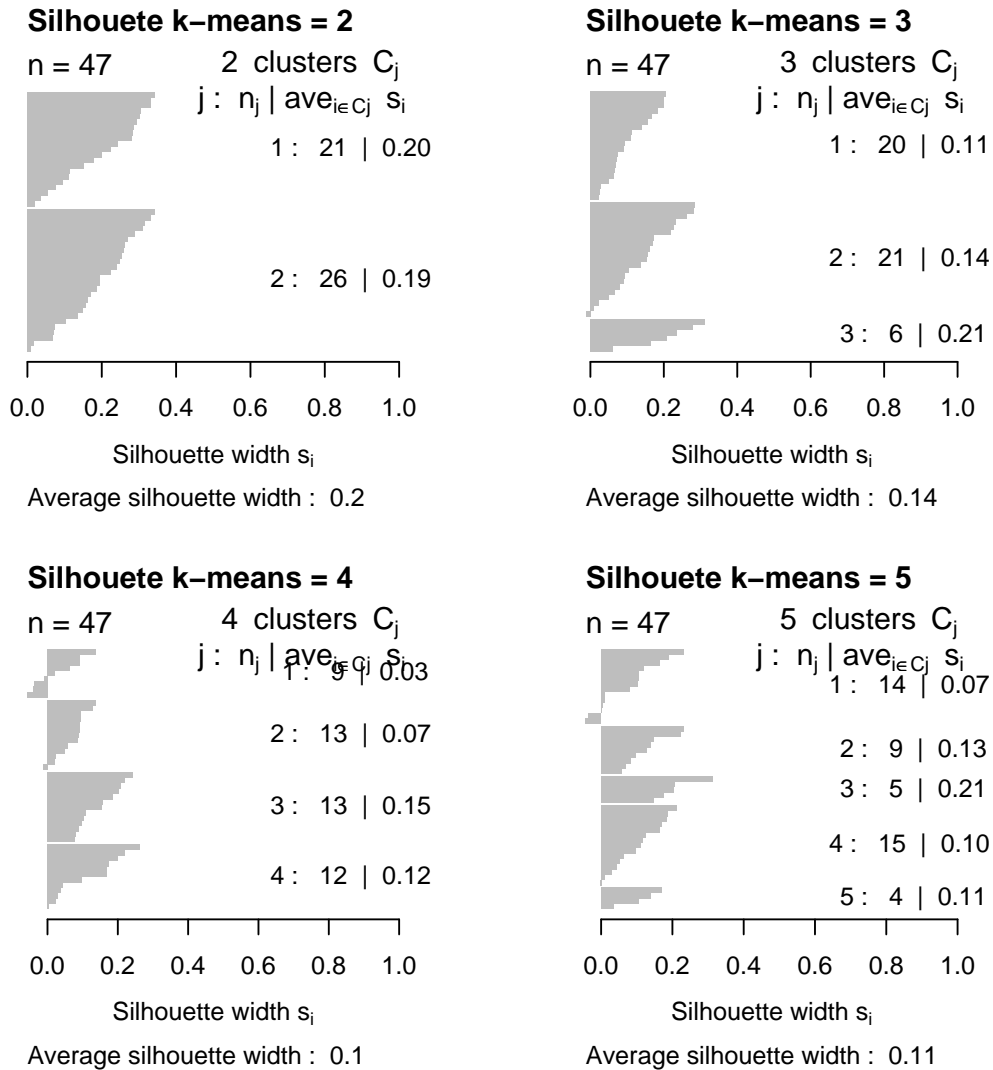 Silhouete k−means = 2
n = 47
2 clusters Cj
j : nj | avei∈Cj si
1 : 21 | 0.20
2 : 26 | 0.19
0.0 0.2 0.4 0.6 0.8 1.0
Silhouette width si
Average silhouette width : 0.2
Silhouete k−means = 3
n = 47
3 clusters Cj
j : nj | avei∈Cj si
1 : 20 | 0.11
2 : 21 | 0.14
3 : 6 | 0.21
0.0 0.2 0.4 0.6 0.8 1.0
Silhouette width si
Average silhouette width : 0.14
Silhouete k−means = 4
n = 47
4 clusters Cj
j : nj | avei∈Cj si
1 : 9 | 0.03
2 : 13 | 0.07
3 : 13 | 0.15
4 : 12 | 0.12
0.0 0.2 0.4 0.6 0.8 1.0
Silhouette width si
Average silhouette width : 0.1
Silhouete k−means = 5
n = 47
5 clusters Cj
j : nj | avei∈Cj si
1 : 14 | 0.07
2 : 9 | 0.13
3 : 5 | 0.21
4 : 15 | 0.10
5 : 4 | 0.11
0.0 0.2 0.4 0.6 0.8 1.0
Silhouette width si
Average silhouette width : 0.11